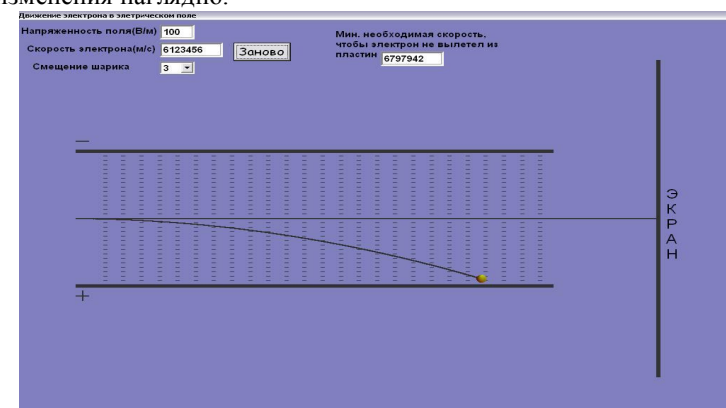 изменения наглядно.
Движение электрона в элетрическом поле
Напряженность поля(В/м) 100
Скорость электрона(м/с) 6123456 Заново
Смещение шарика 3
Мин. необходимая скорость,
чтобы электрон не вылетел из
пластин 6797942
−
+
Э
К
Р
А
Н